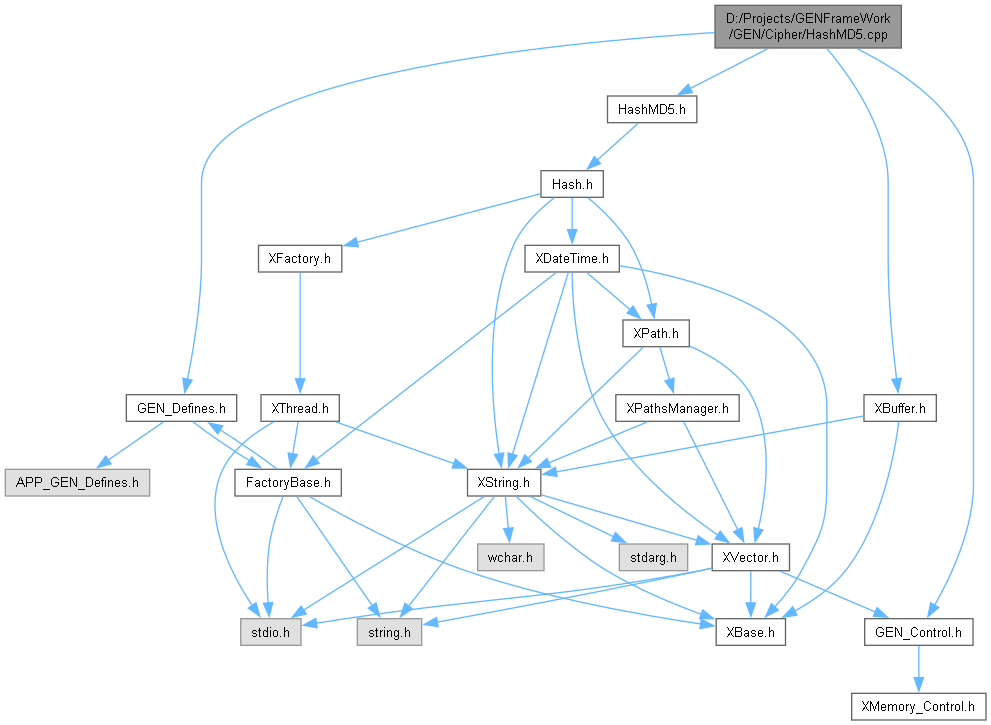 D:/Projects/GENFrameWork
/GEN/Cipher/HashMD5.cpp
HashMD5.h
Hash.h
XFactory.h
XDateTime.h
XPath.h
GEN_Defines.h
XThread.h
XPathsManager.h
XBuffer.h
APP_GEN_Defines.h
FactoryBase.h
XString.h
wchar.h
stdarg.h
XVector.h
stdio.h
string.h
XBase.h
GEN_Control.h
XMemory_Control.h